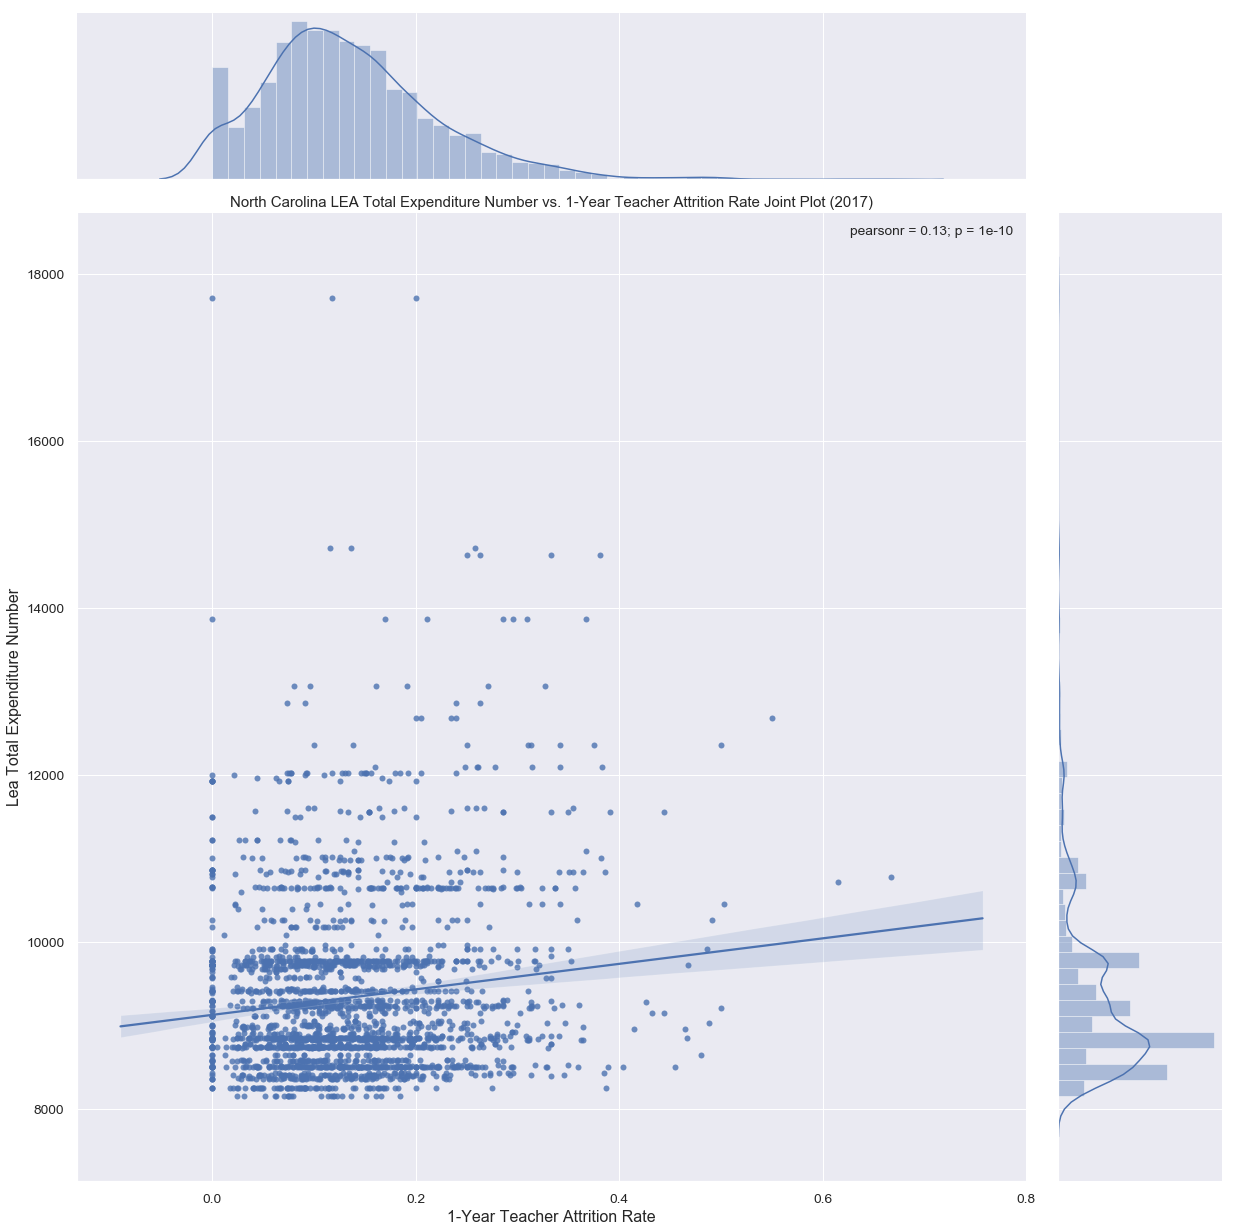 North Carolina LEA Total Expenditure Number vs. 1-Year Teacher Attrition Rate Joint Plot (2017)
pearsonr = 0.13; p = 1e-10
18000
16000
14000
12000
10000
8000
Lea Total Expenditure Number
0.0 0.2 0.4 0.6 0.8
1-Year Teacher Attrition Rate